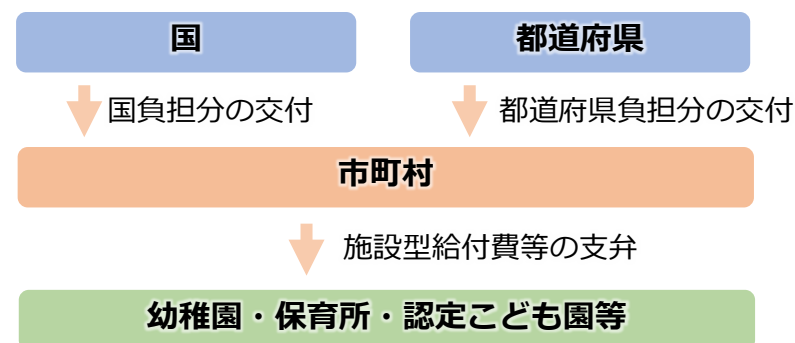 国
都道府県
国負担分の交付
都道府県負担分の交付
市町村
施設型給付費等の支弁
幼稚園・保育所・認定こども園等